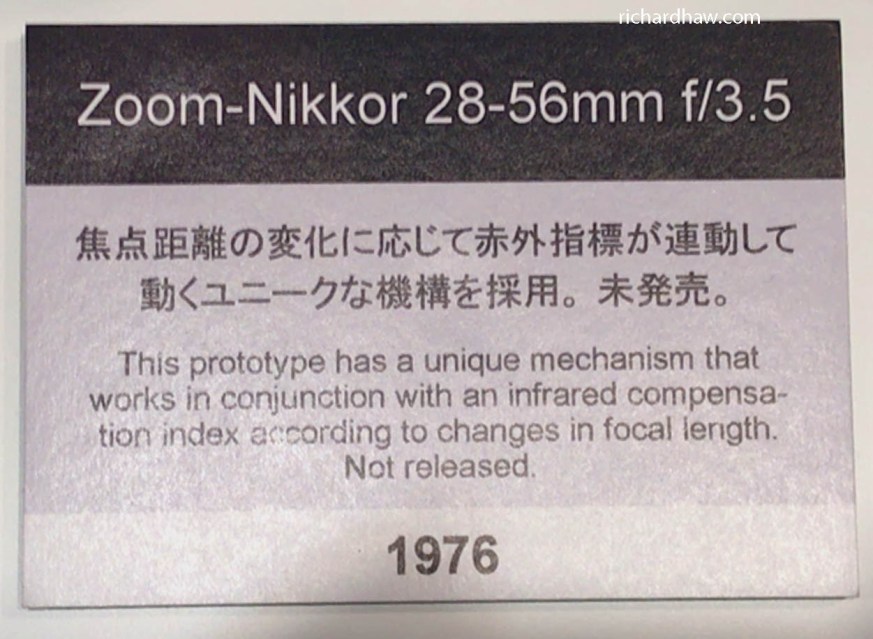 richardhaw.com
Zoom-Nikkor 28-56mm f/3.5
焦点距離の変化に応じて赤外指標が連動して
動くユニークな機構を採用。未発売。
This prototype has a unique mechanism that
works in conjunction with an infrared compensa-
tion index according to changes in focal length.
Not released.
1976